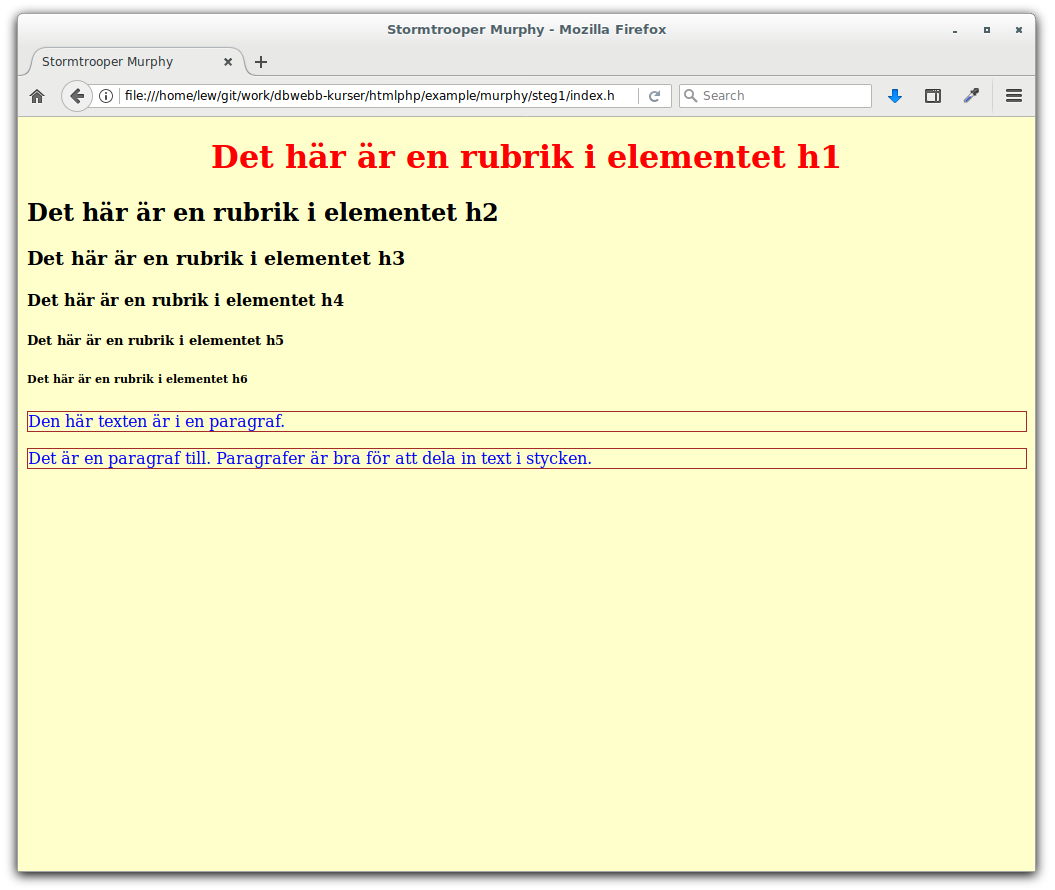 Stormtrooper Murphy - Mozilla Firefox
Stormtrooper Murphy
file:///home/lew/git/work/dbwebb-kurser/htmlphp/example/murphy/steg1/index.h
Search
Det här är en rubrik i elementet h1
Det här är en rubrik i elementet h2
Det här är en rubrik i elementet h3
Det här är en rubrik i elementet h4
Det här är en rubrik i elementet h5
Det här är en rubrik i elementet h6
Den här texten är i en paragraf.
Det är en paragraf till. Paragrafer är bra för att dela in text i stycken.